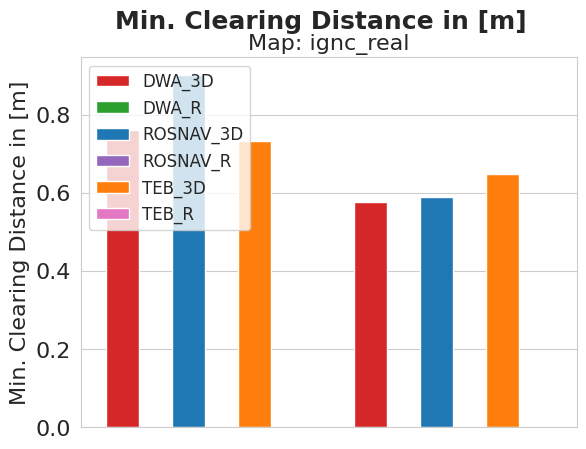 Min. Clearing Distance in [m]
Map: ignc_real
Min. Clearing Distance in [m]
0.8
0.6
0.4
0.2
0.0
DWA_3D
DWA_R
ROSNAV_3D
ROSNAV_R
TEB_3D
TEB_R